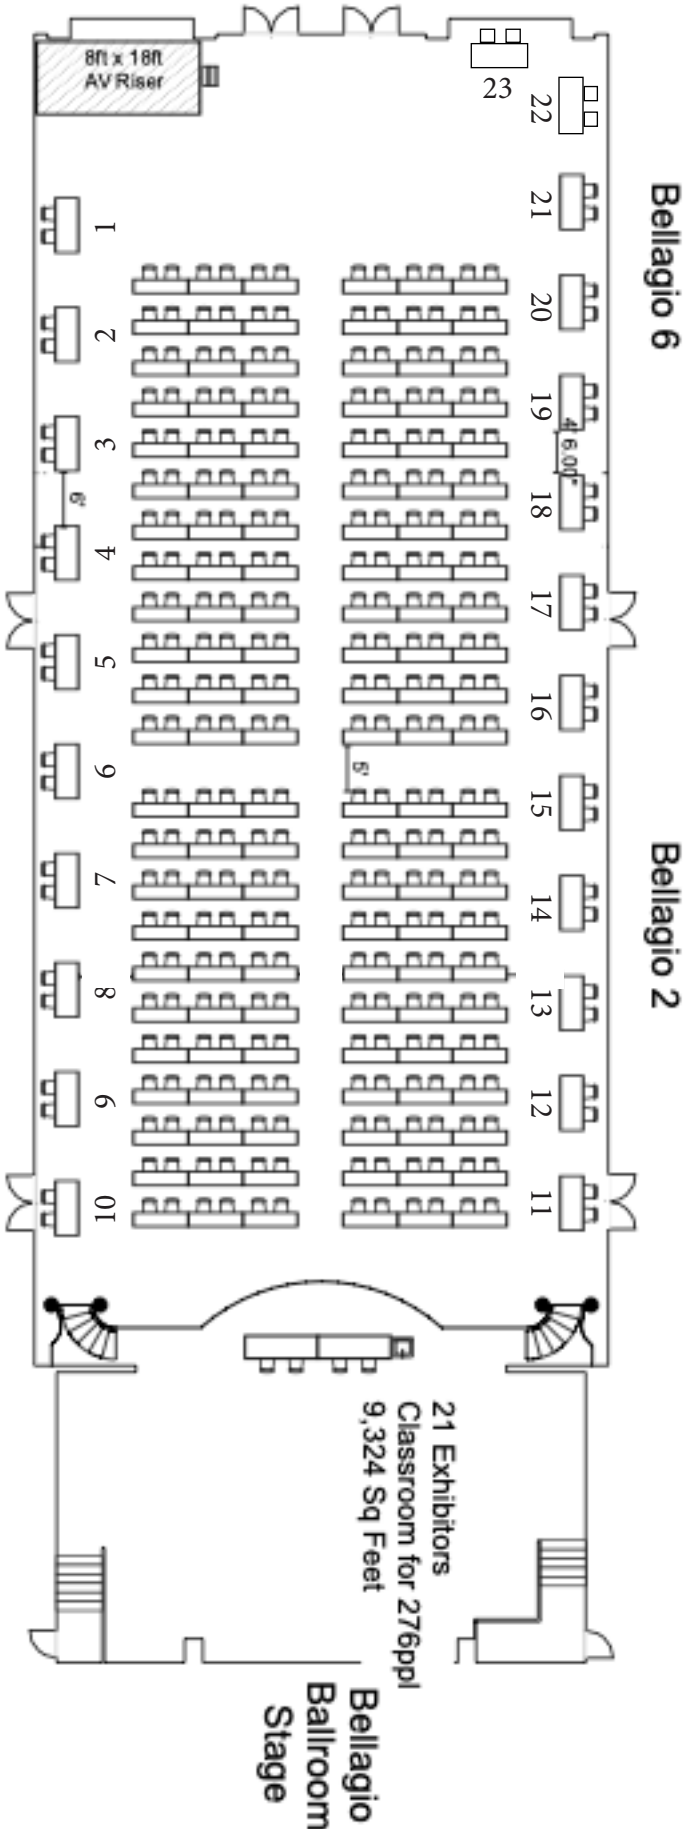 8ft x 18ft
AV Riser
23
22
21
20
19
4' 6.00"
18
17
16
15
14
13
12
11
1
2
3
6'
4
5
6
7
8
9
10
5'
Bellagio 6
Bellagio 2
21 Exhibitors
Classroom for 276ppl
9,324 Sq Feet
Bellagio
Ballroom
Stage